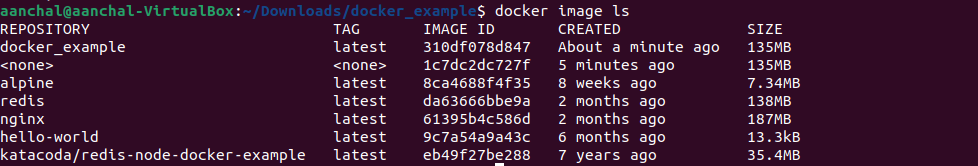 aanchal@aanchal-VirtualBox:~/Downloads/docker_example$ docker image ls
REPOSITORY TAG IMAGE ID CREATED SIZE
docker_example latest 310df078d847 About a minute ago 135MB
<none> <none> 1c7dc2dc727f 5 minutes ago 135MB
alpine latest 8ca4688f4f35 8 weeks ago 7.34MB
redis latest da63666bbe9a 2 months ago 138MB
nginx latest 61395b4c586d 2 months ago 187MB
hello-world latest 9c7a54a9a43c 6 months ago 13.3kB
katacoda/redis-node-docker-example latest eb49f27be288 7 years ago 35.4MB